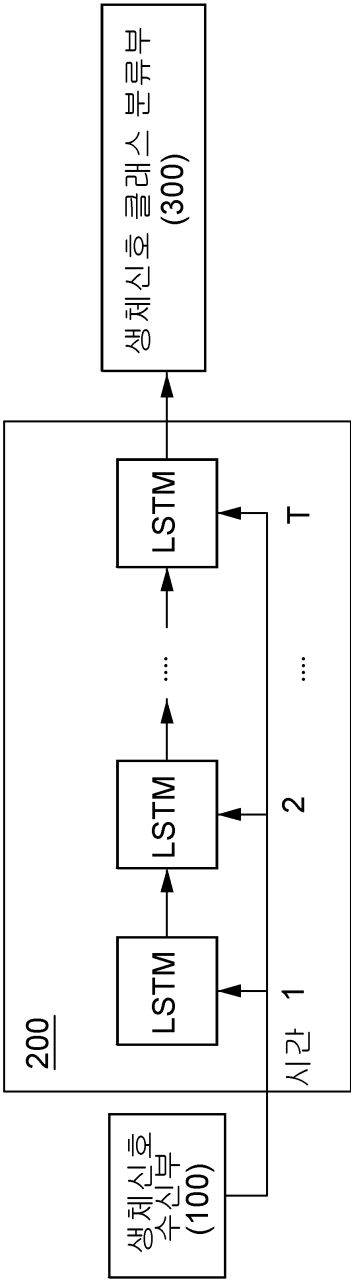 200
생체신호
수신부
(100)
LSTM
LSTM
....
LSTM
시간
1
2
....
T
생체신호 클래스 분류부
(300)